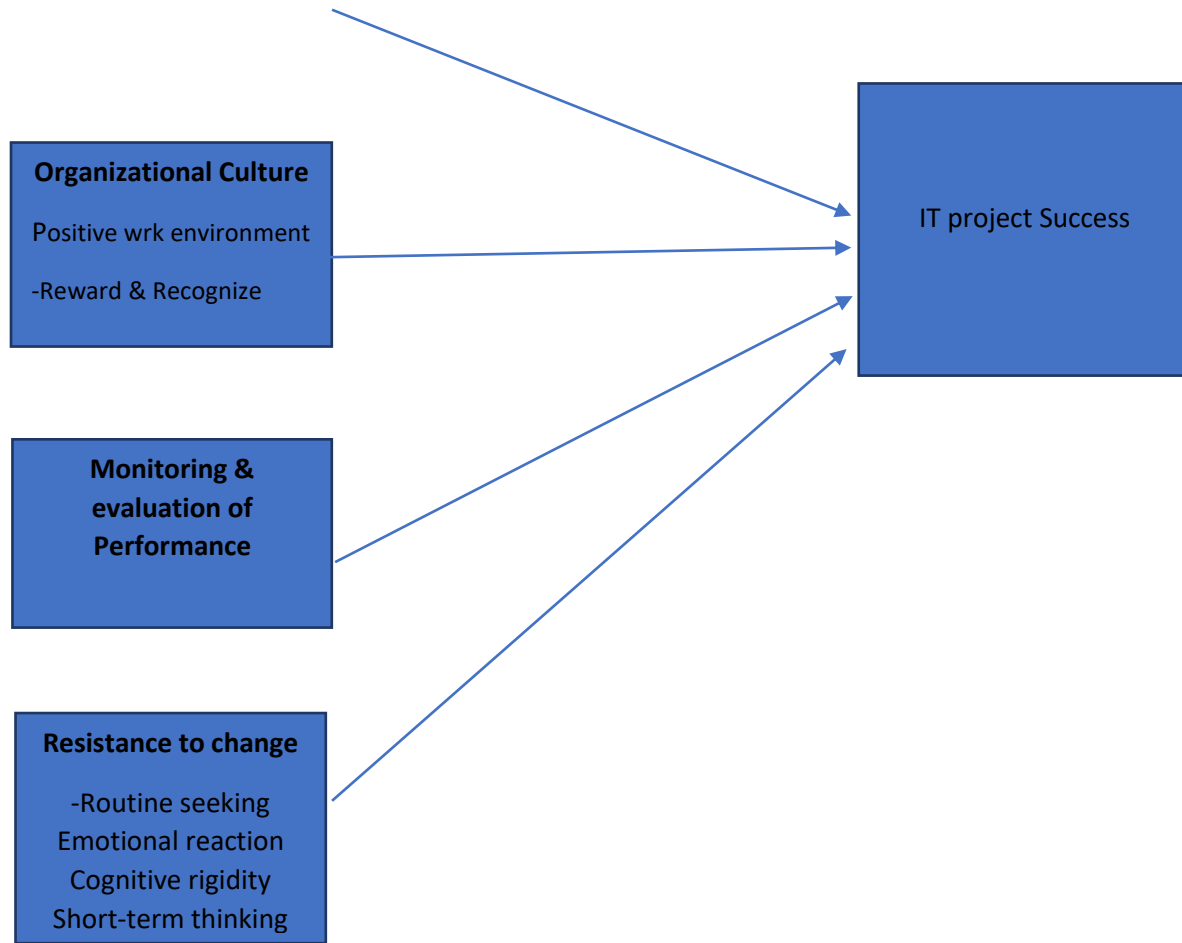 Organizational Culture
Positive wrk environment
-Reward & Recognize
IT project Success
Monitoring &
evaluation of
Performance
Resistance to change
-Routine seeking
Emotional reaction
Cognitive rigidity
Short-term thinking